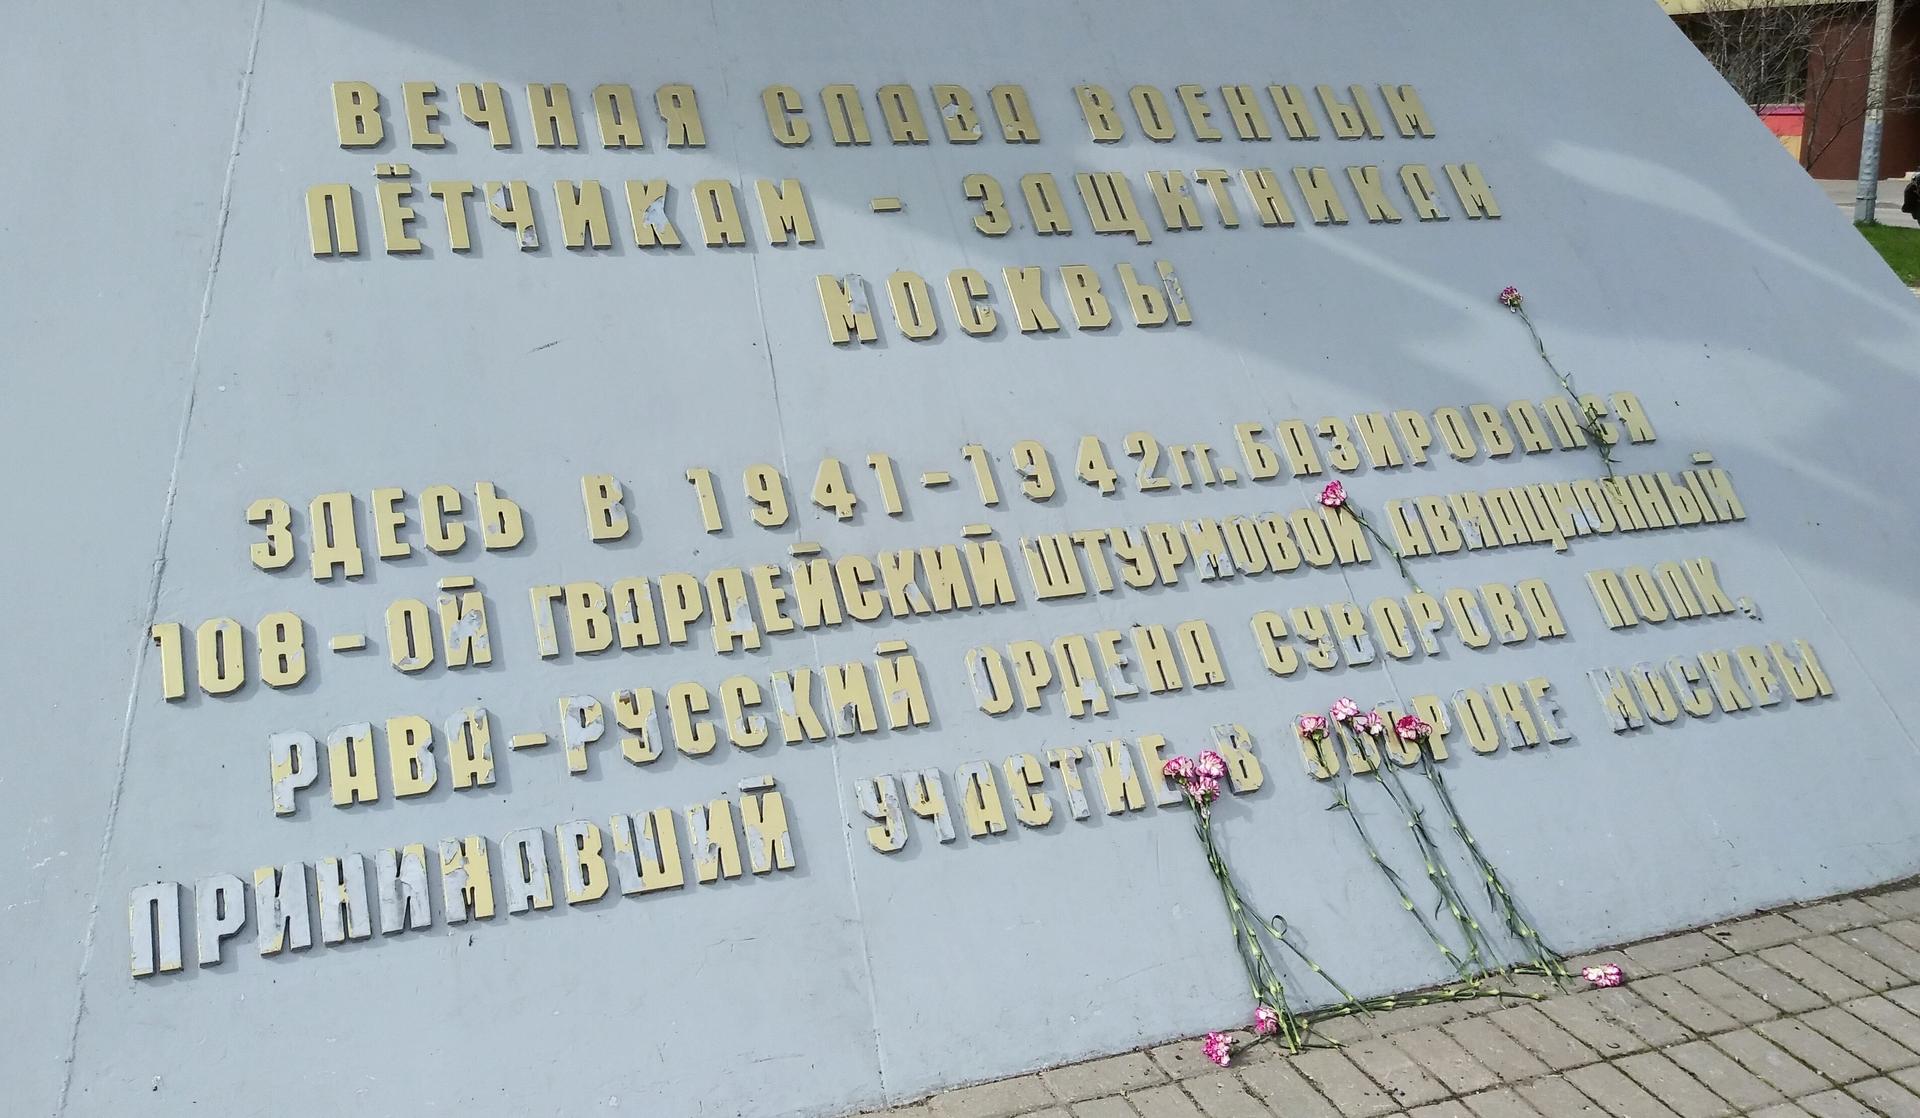 ВЕЧНАЯ СЛАВА ВОЕННЫМ
ЛЁТЧИКАМ - ЗАЩИТНИКАМ
МОСКВЫ
ЗДЕСЬ В 1941-1942гг. БАЗИРОВАЛСЯ
108-ОЙ ГВАРДЕЙСКИЙ ШТУРМОВОЙ АВИАЦИОННЫЙ
РАВА-РУССКИЙ ОРДЕНА СУВОРОВА ПОЛК,
ПРИНИМАВШИЙ УЧАСТИЕ В ОБОРОНЕ МОСКВЫ